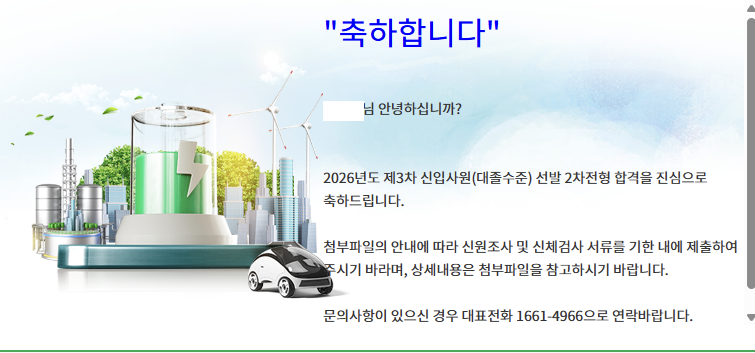 "축하합니다"
님 안녕하십니까?
2026년도 제3차 신입사원(대졸수준) 선발 2차전형 합격을 진심으로
축하드립니다.
첨부파일의 안내에 따라 신원조사 및 신체검사 서류를 기한 내에 제출하여
주시기 바라며, 상세내용은 첨부파일을 참고하시기 바랍니다.
문의사항이 있으신 경우 대표전화 1661-4966으로 연락바랍니다.